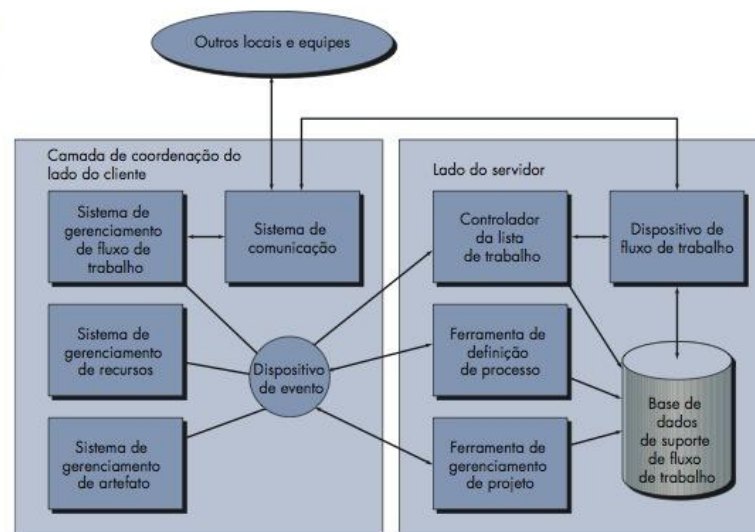 Outros locais e equipes
Camada de coordenação do
lado do cliente
Sistema de
gerenciamento
de fluxo de
trabalho
Sistema de
comunicação
Sistema de
gerenciamento
de recursos
Dispositivo
de evento
Sistema de
gerenciamento
de artefato
Lado do servidor
Controlador
da lista
de trabalho
Dispositivo de
fluxo de trabalho
Ferramenta de
definição
de processo
Ferramenta de
gerenciamento
de projeto
Base de
dados
de suporte
de fluxo
de trabalho